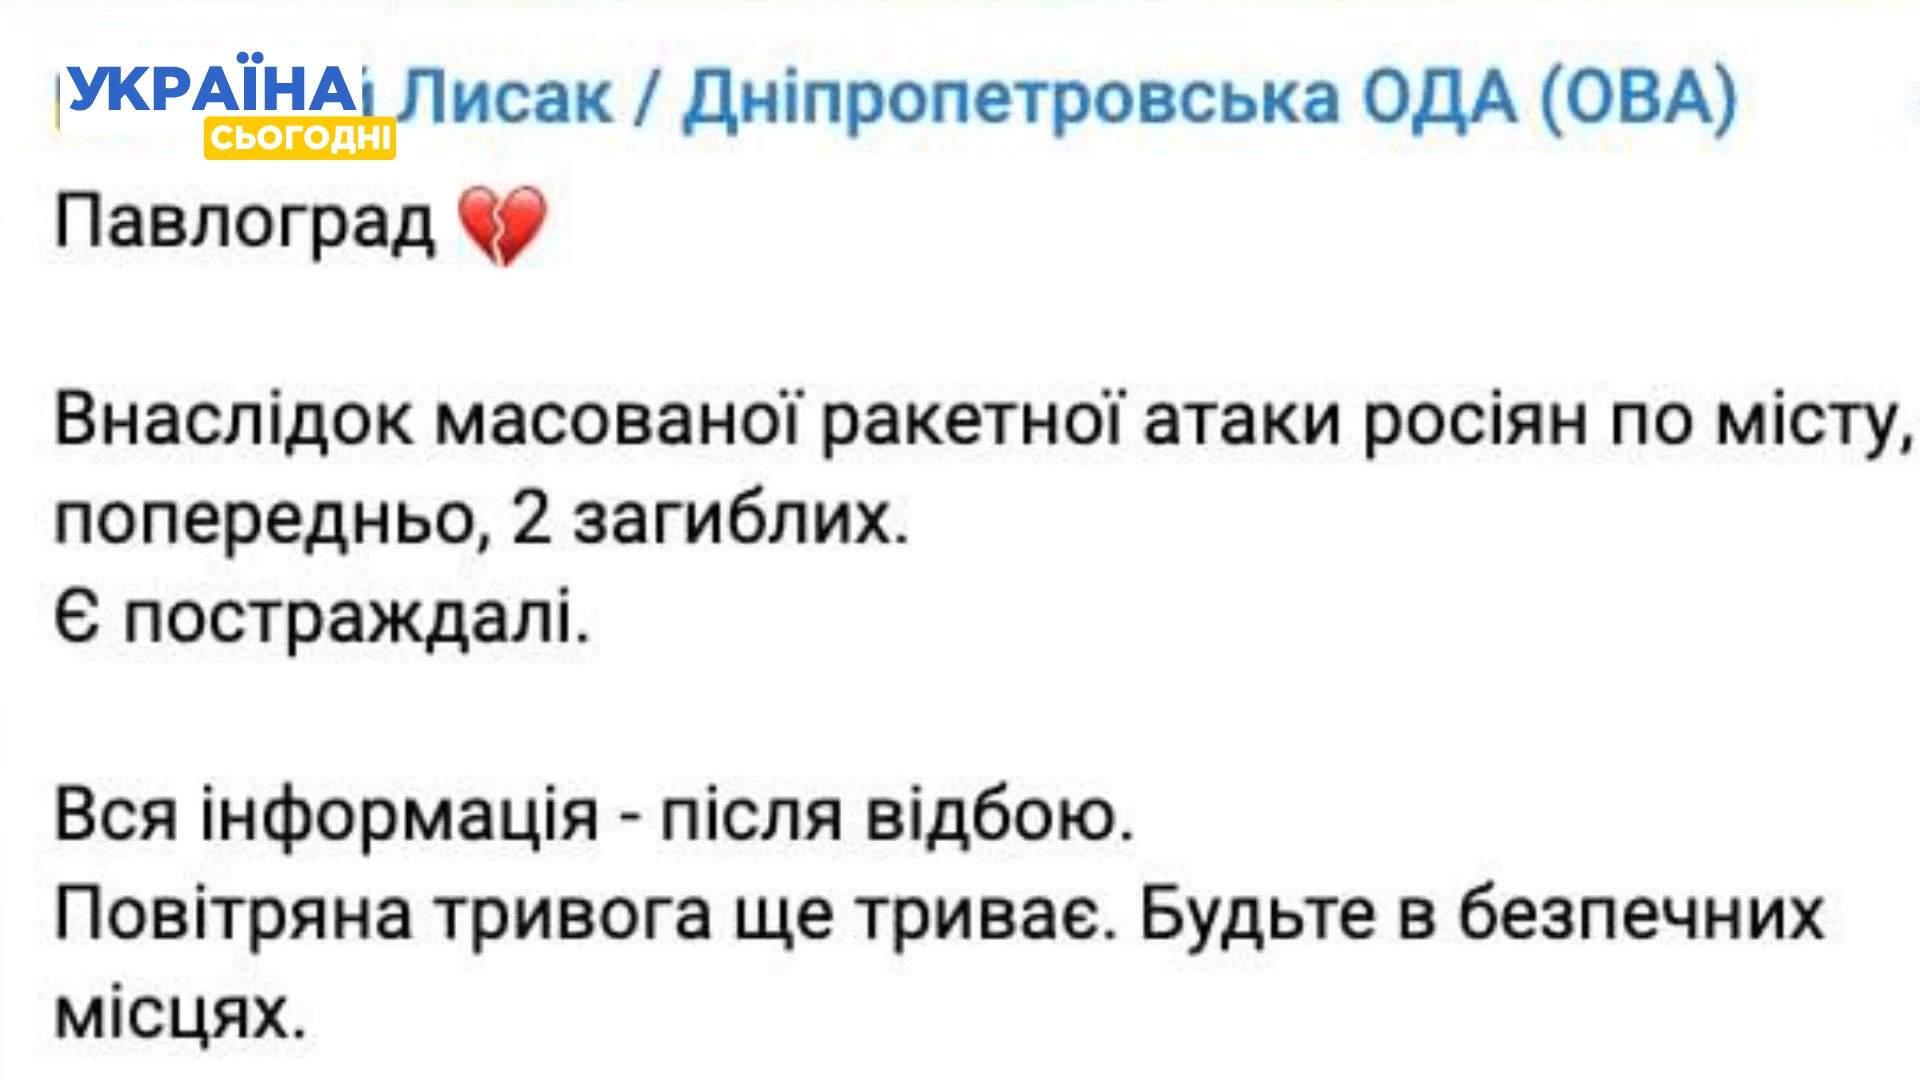 УКРАЇНА
СЬОГОДНІ
й Лисак / Дніпропетровська ОДА (ОВА)
Павлоград 💔
Внаслідок масованої ракетної атаки росіян по місту,
попередньо, 2 загиблих.
Є постраждалі.
Вся інформація - після відбою.
Повітряна тривога ще триває. Будьте в безпечних
місцях.